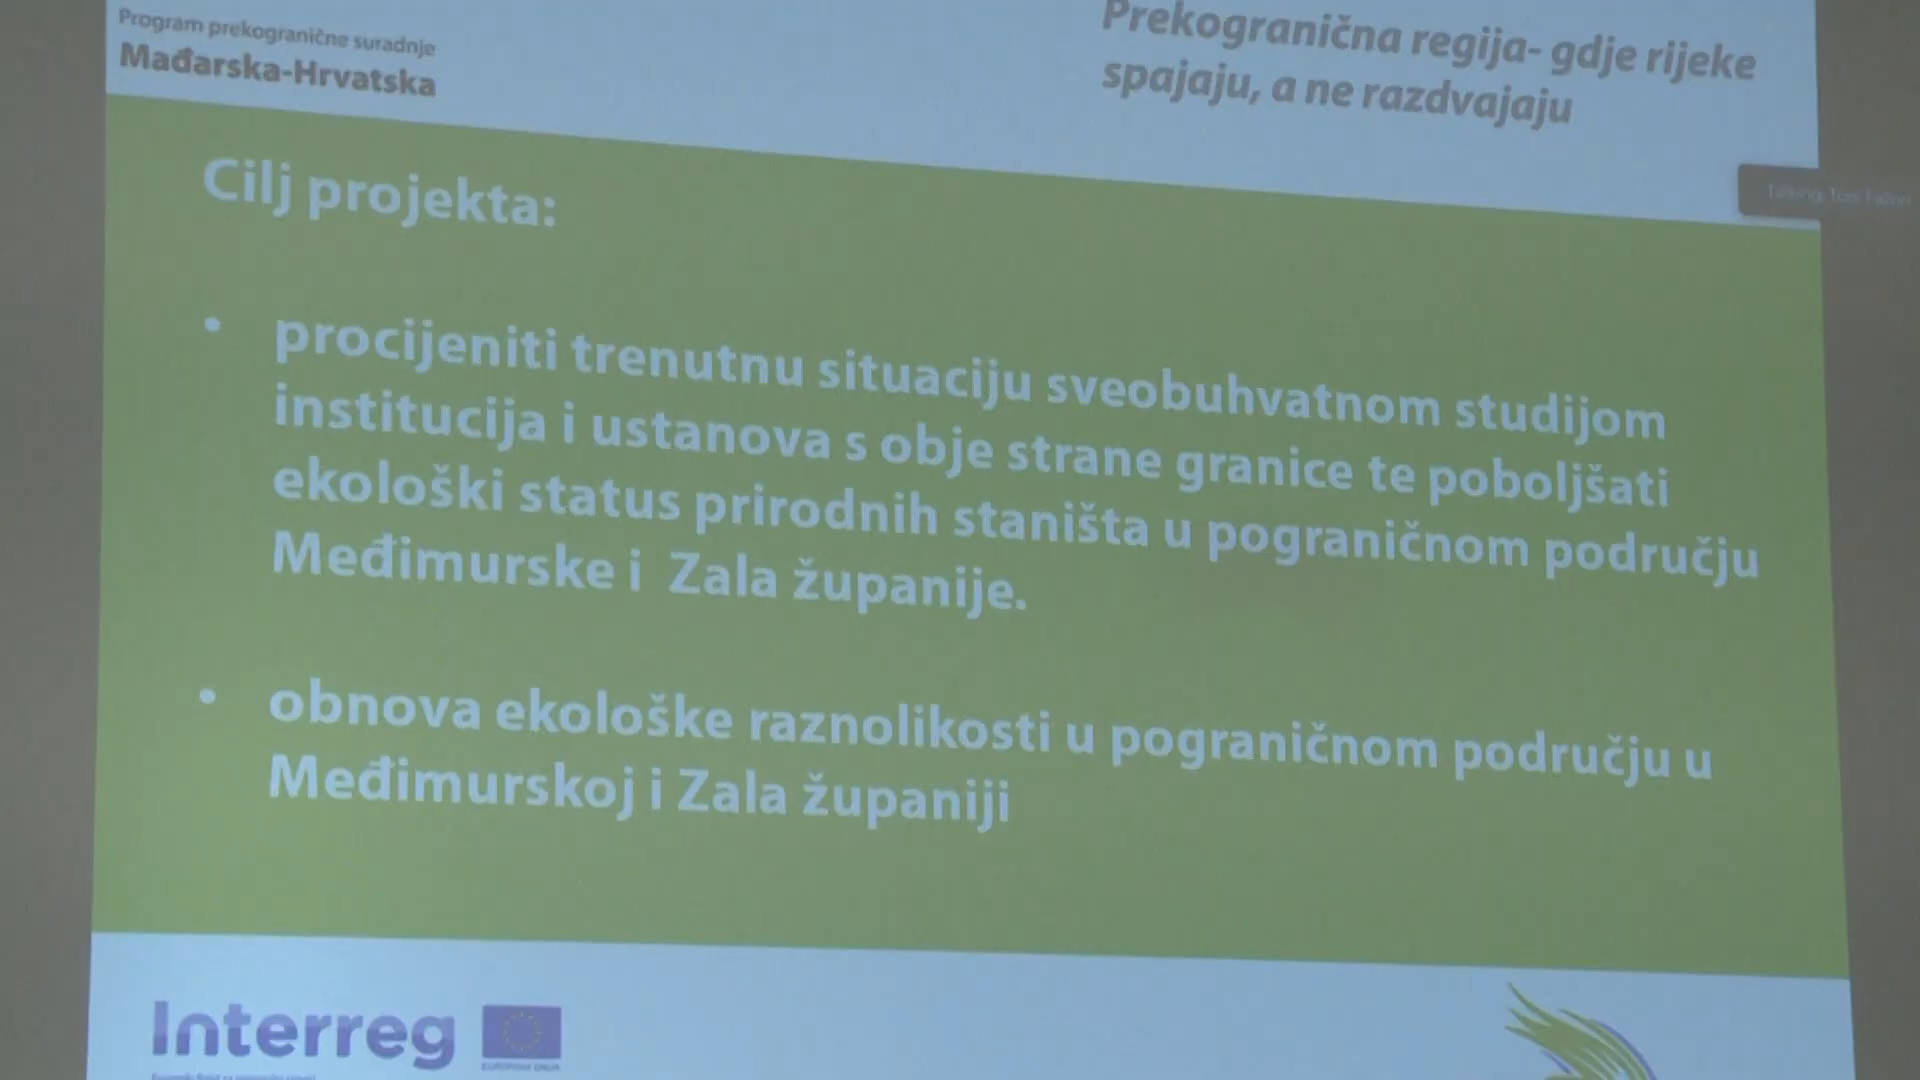 Program prekogranične suradnje
Mađarska-Hrvatska
Prekogranična regija- gdje rijeke
spajaju, a ne razdvajaju
Cilj projekta:
• procijeniti trenutnu situaciju sveobuhvatnom studijom
institucija i ustanova s obje strane granice te poboljšati
ekološki status prirodnih staništa u pograničnom području
Međimurske i Zala županije.
• obnova ekološke raznolikosti u pograničnom području u
Međimurskoj i Zala županiji
Interreg
EUROPSKA UNIJA